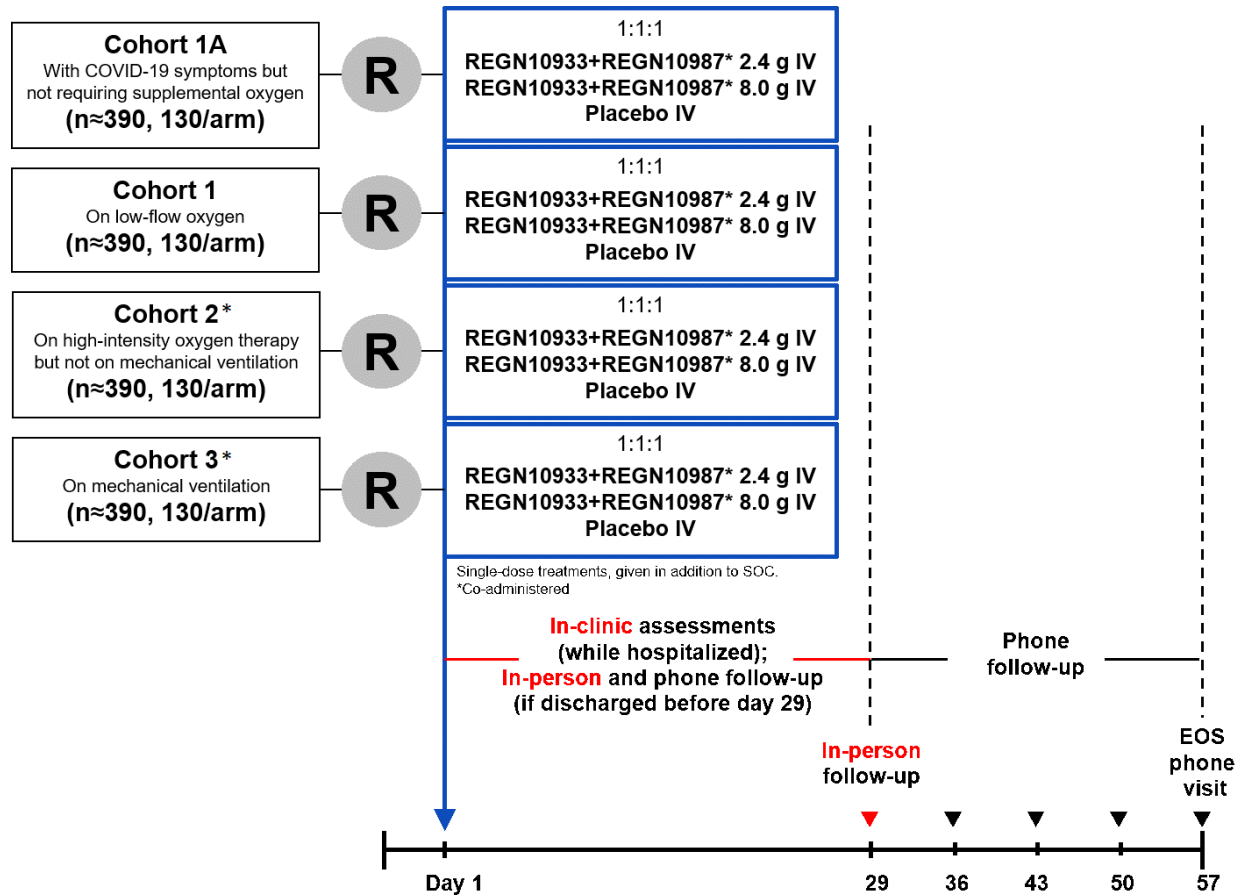 Cohort 1A
With COVID-19 symptoms but
not requiring supplemental oxygen
(n≈390, 130/arm)
R
1:1:1
REGN10933+REGN10987* 2.4 g IV
REGN10933+REGN10987* 8.0 g IV
Placebo IV
Cohort 1
On low-flow oxygen
(n≈390, 130/arm)
R
1:1:1
REGN10933+REGN10987* 2.4 g IV
REGN10933+REGN10987* 8.0 g IV
Placebo IV
Cohort 2*
On high-intensity oxygen therapy
but not on mechanical ventilation
(n≈390, 130/arm)
R
1:1:1
REGN10933+REGN10987* 2.4 g IV
REGN10933+REGN10987* 8.0 g IV
Placebo IV
Cohort 3*
On mechanical ventilation
(n≈390, 130/arm)
R
1:1:1
REGN10933+REGN10987* 2.4 g IV
REGN10933+REGN10987* 8.0 g IV
Placebo IV
Single-dose treatments, given in addition to SOC.
*Co-administered
In-clinic assessments
(while hospitalized);
In-person and phone follow-up
(if discharged before day 29)
Phone
follow-up
In-person
follow-up
EOS
phone
visit
Day 1
29
36
43
50
57